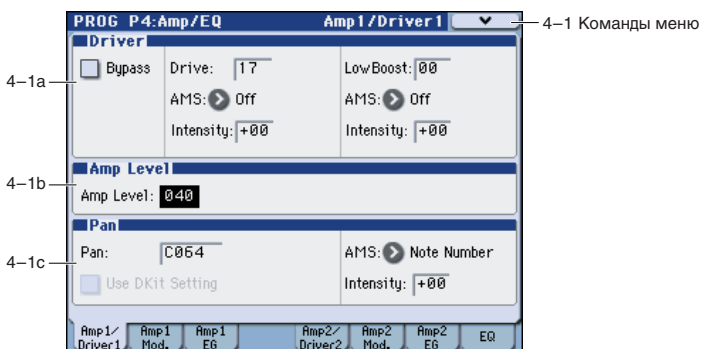 PROG P4:Amp/EQ Amp1/Driver1
4–1 Команды меню
Driver
4–1a
Bypass Drive: 17 LowBoost: 00
AMS: Off AMS: Off
Intensity: +00 Intensity: +00
Amp Level
4–1b
Amp Level: 040
Pan
4–1c
Pan: C064 AMS: Note Number
Use DKit Setting Intensity: +00
Amp1/ Driver1 Amp1 Mod. Amp1 EG Amp2/ Driver2 Amp2 Mod. Amp2 EG EQ